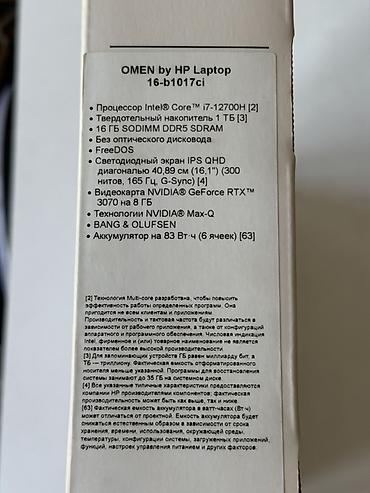 OMEN by HP Laptop
16-b1017ci
• Процессор Intel® Core™ i7-12700H [2]
• Твердотельный накопитель 1 ТБ [3]
• 16 ГБ SODIMM DDR5 SDRAM
• Без оптического дисковода
• FreeDOS
• Светодиодный экран IPS QHD
диагональю 40,89 см (16,1") (300
нитов, 165 Гц, G-Sync) [4]
• Видеокарта NVIDIA® GeForce RTX™
3070 на 8 ГБ
• Технологии NVIDIA® Max-Q
• BANG & OLUFSEN
• Аккумулятор на 83 Вт·ч (6 ячеек) [63]
[2] Технология Multi-core разработана, чтобы повысить
эффективность работы определенных программ. Она
пригодится не всем клиентам и приложениям.
Производительность и тактовая частота будут различаться в
зависимости от рабочего приложения, а также от конфигураций
аппаратного и программного обеспечения. Числовая индикация
Intel, фирменное и (или) товарное наименование не является
показателем более высокой производительности.
[3] Для запоминающих устройств ГБ равен миллиарду бит, а
ТБ — триллиону. Фактическая емкость отформатированного
носителя меньше указанной. Программы для восстановления
системы занимают до 35 ГБ на системном диске.
[4] Все указанные типичные характеристики предоставляются
компании HP производителями компонентов; фактическая
производительность может быть как выше, так и ниже.
[63] Фактическая емкость аккумулятора в ватт-часах (Вт·ч)
может отличаться от проектной. Емкость аккумулятора будет
снижаться естественным образом в зависимости от срока
хранения, времени, использования, окружающей среды,
температуры, конфигурации системы, загруженных приложений,
функций, настроек управления питанием и других факторов.